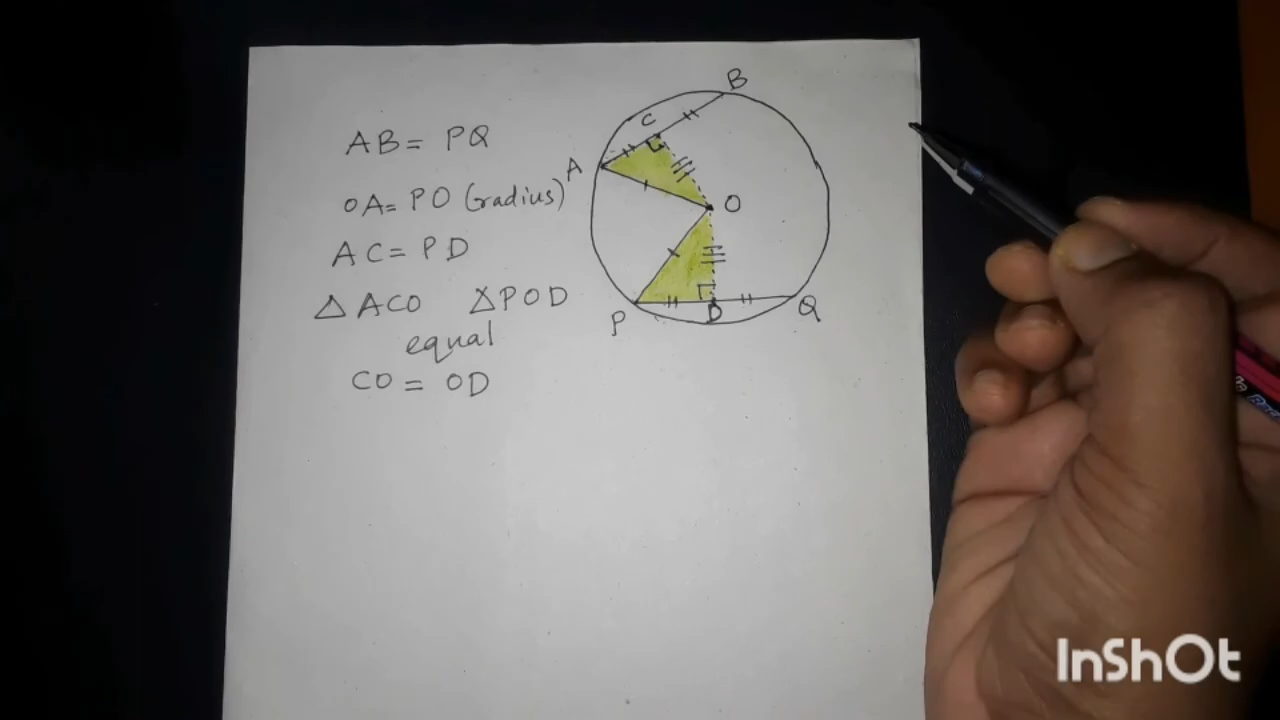 AB = PQ
OA = PO (radius)
AC = PD
△ ACO △POD
equal
CO = OD
B
C
A
O
P
D
Q
InShOt